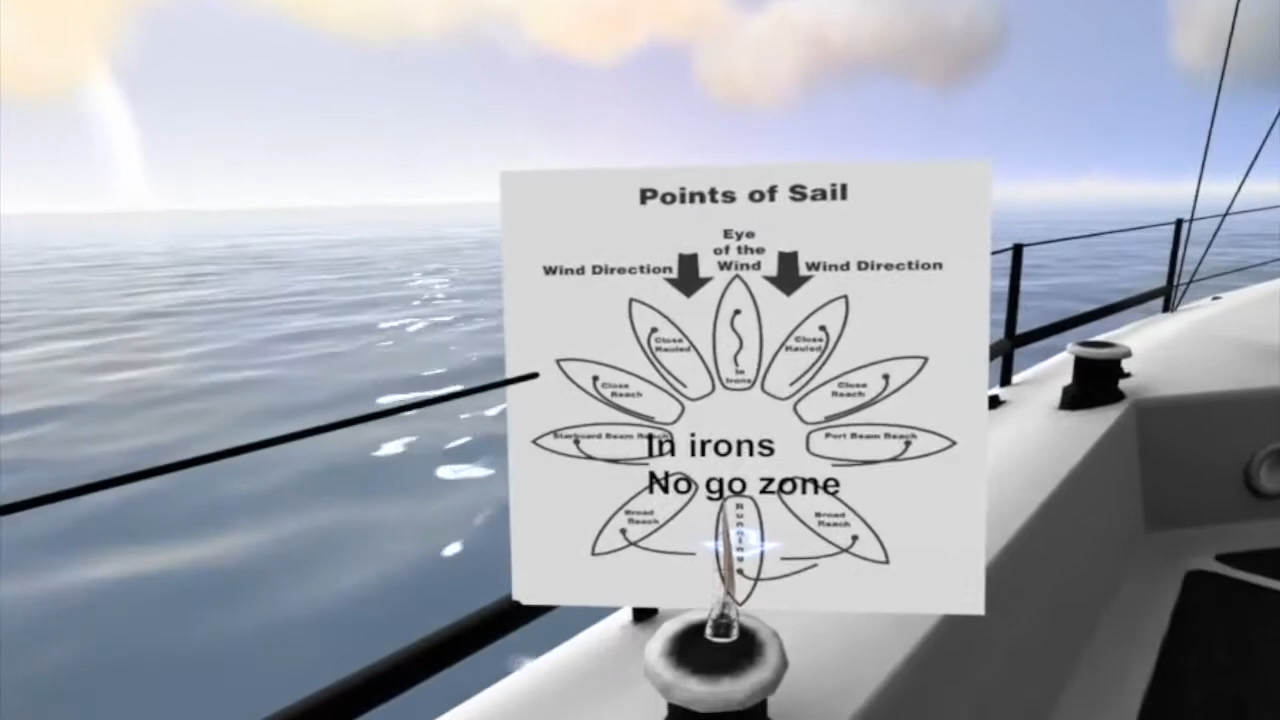 Points of Sail
Eye
of the
Wind
Wind Direction
Wind Direction
Close
Hauled
In
Irons
Close
Hauled
Close
Reach
Close
Reach
Starboard Beam Reach
Port Beam Reach
In irons
No go zone
Broad
Reach
Running
Broad
Reach